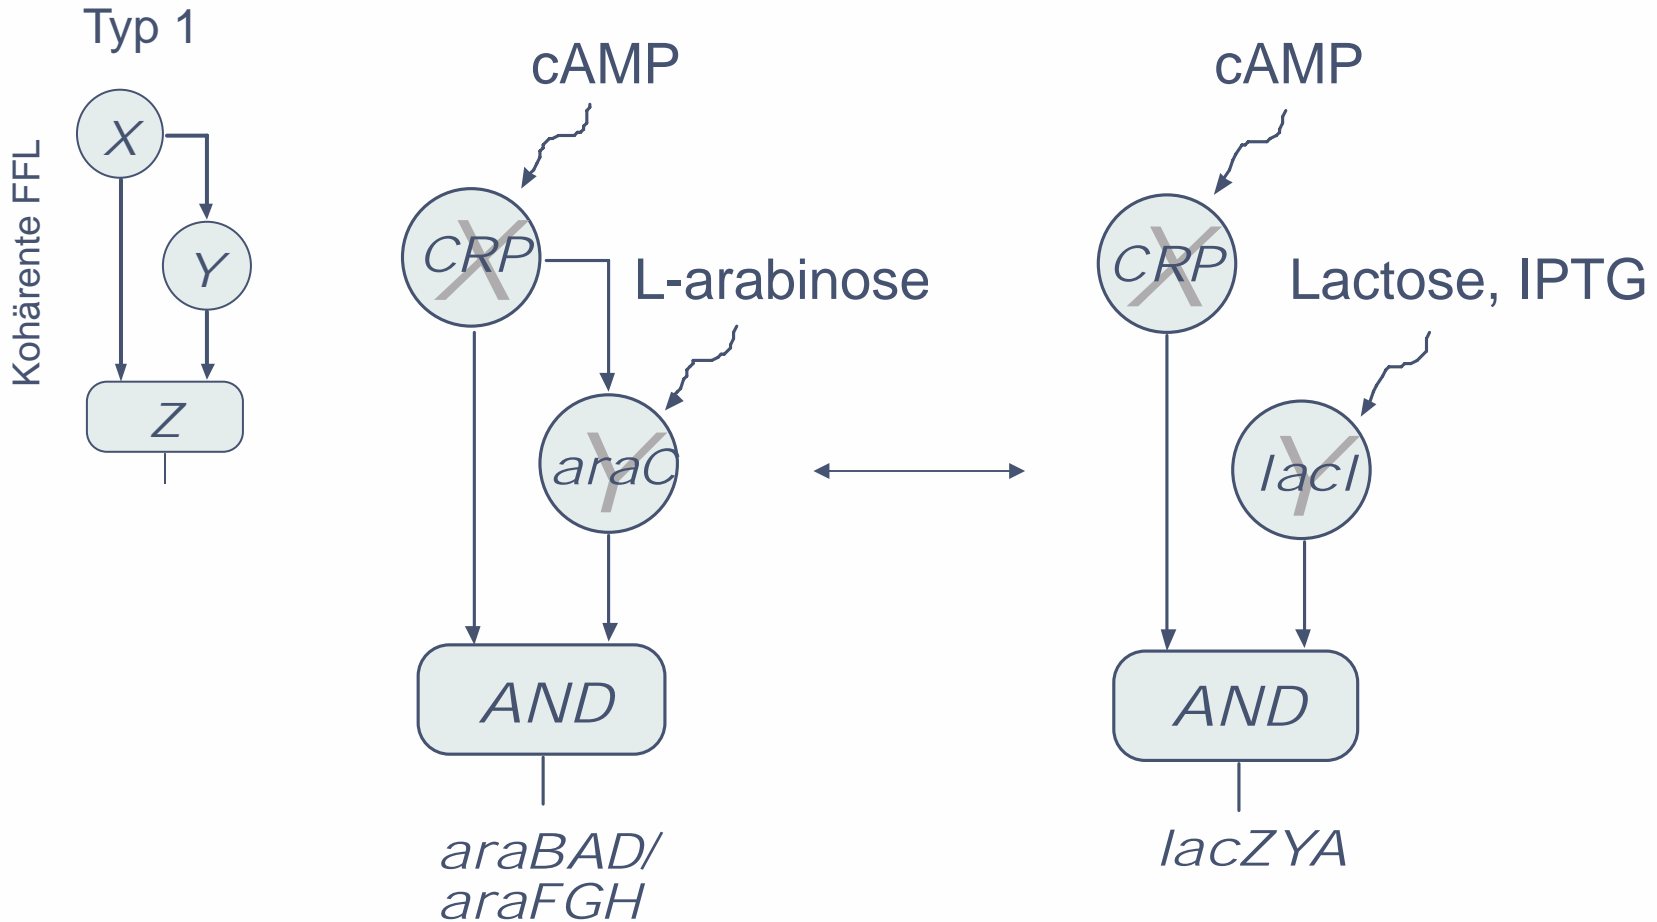 Typ 1
Kohärente FFL
X
Y
Z
cAMP
CRP
X
L-arabinose
araC
Y
AND
araBAD/
araFGH
cAMP
CRP
X
Lactose, IPTG
lacI
Y
AND
lacZYA